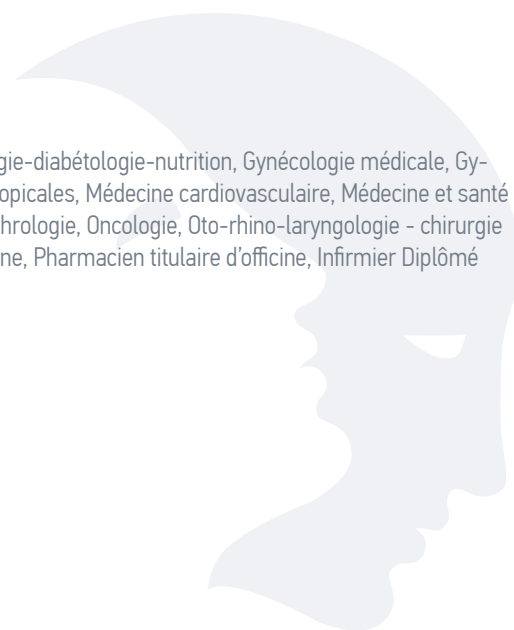 gie-diabétologie-nutrition, Gynécologie médicale, Gy-
opicales, Médecine cardiovasculaire, Médecine et santé
hrologie, Oncologie, Oto-rhino-laryngologie - chirurgie
ne, Pharmacien titulaire d’officine, Infirmier Diplômé